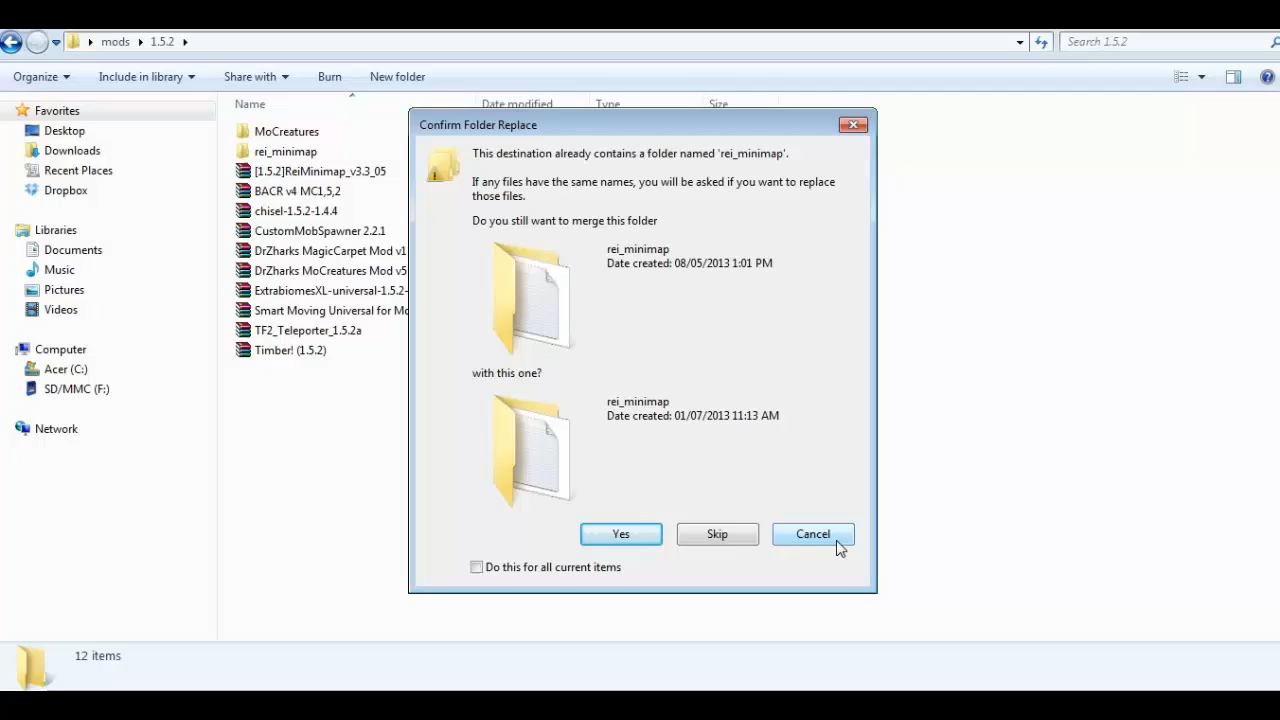 mods 1.5.2
Search 1.5.2
Organize Include in library Share with Burn New folder
Favorites
Desktop
Downloads
Recent Places
Dropbox
Libraries
Documents
Music
Pictures
Videos
Computer
Acer (C:)
SD/MMC (F:)
Network
Name Date modified Type Size
MoCreatures
rei_minimap
[1.5.2]ReiMinimap_v3.3_05
BACR v4 MC1,5,2
chisel-1.5.2-1.4.4
CustomMobSpawner 2.2.1
DrZharks MagicCarpet Mod v1
DrZharks MoCreatures Mod v5
ExtrabiomesXL-universal-1.5.2-
Smart Moving Universal for Mo
TF2_Teleporter_1.5.2a
Timber! (1.5.2)
Confirm Folder Replace
This destination already contains a folder named 'rei_minimap'.
If any files have the same names, you will be asked if you want to replace
those files.
Do you still want to merge this folder
rei_minimap
Date created: 08/05/2013 1:01 PM
with this one?
rei_minimap
Date created: 01/07/2013 11:13 AM
Yes Skip Cancel
Do this for all current items
12 items